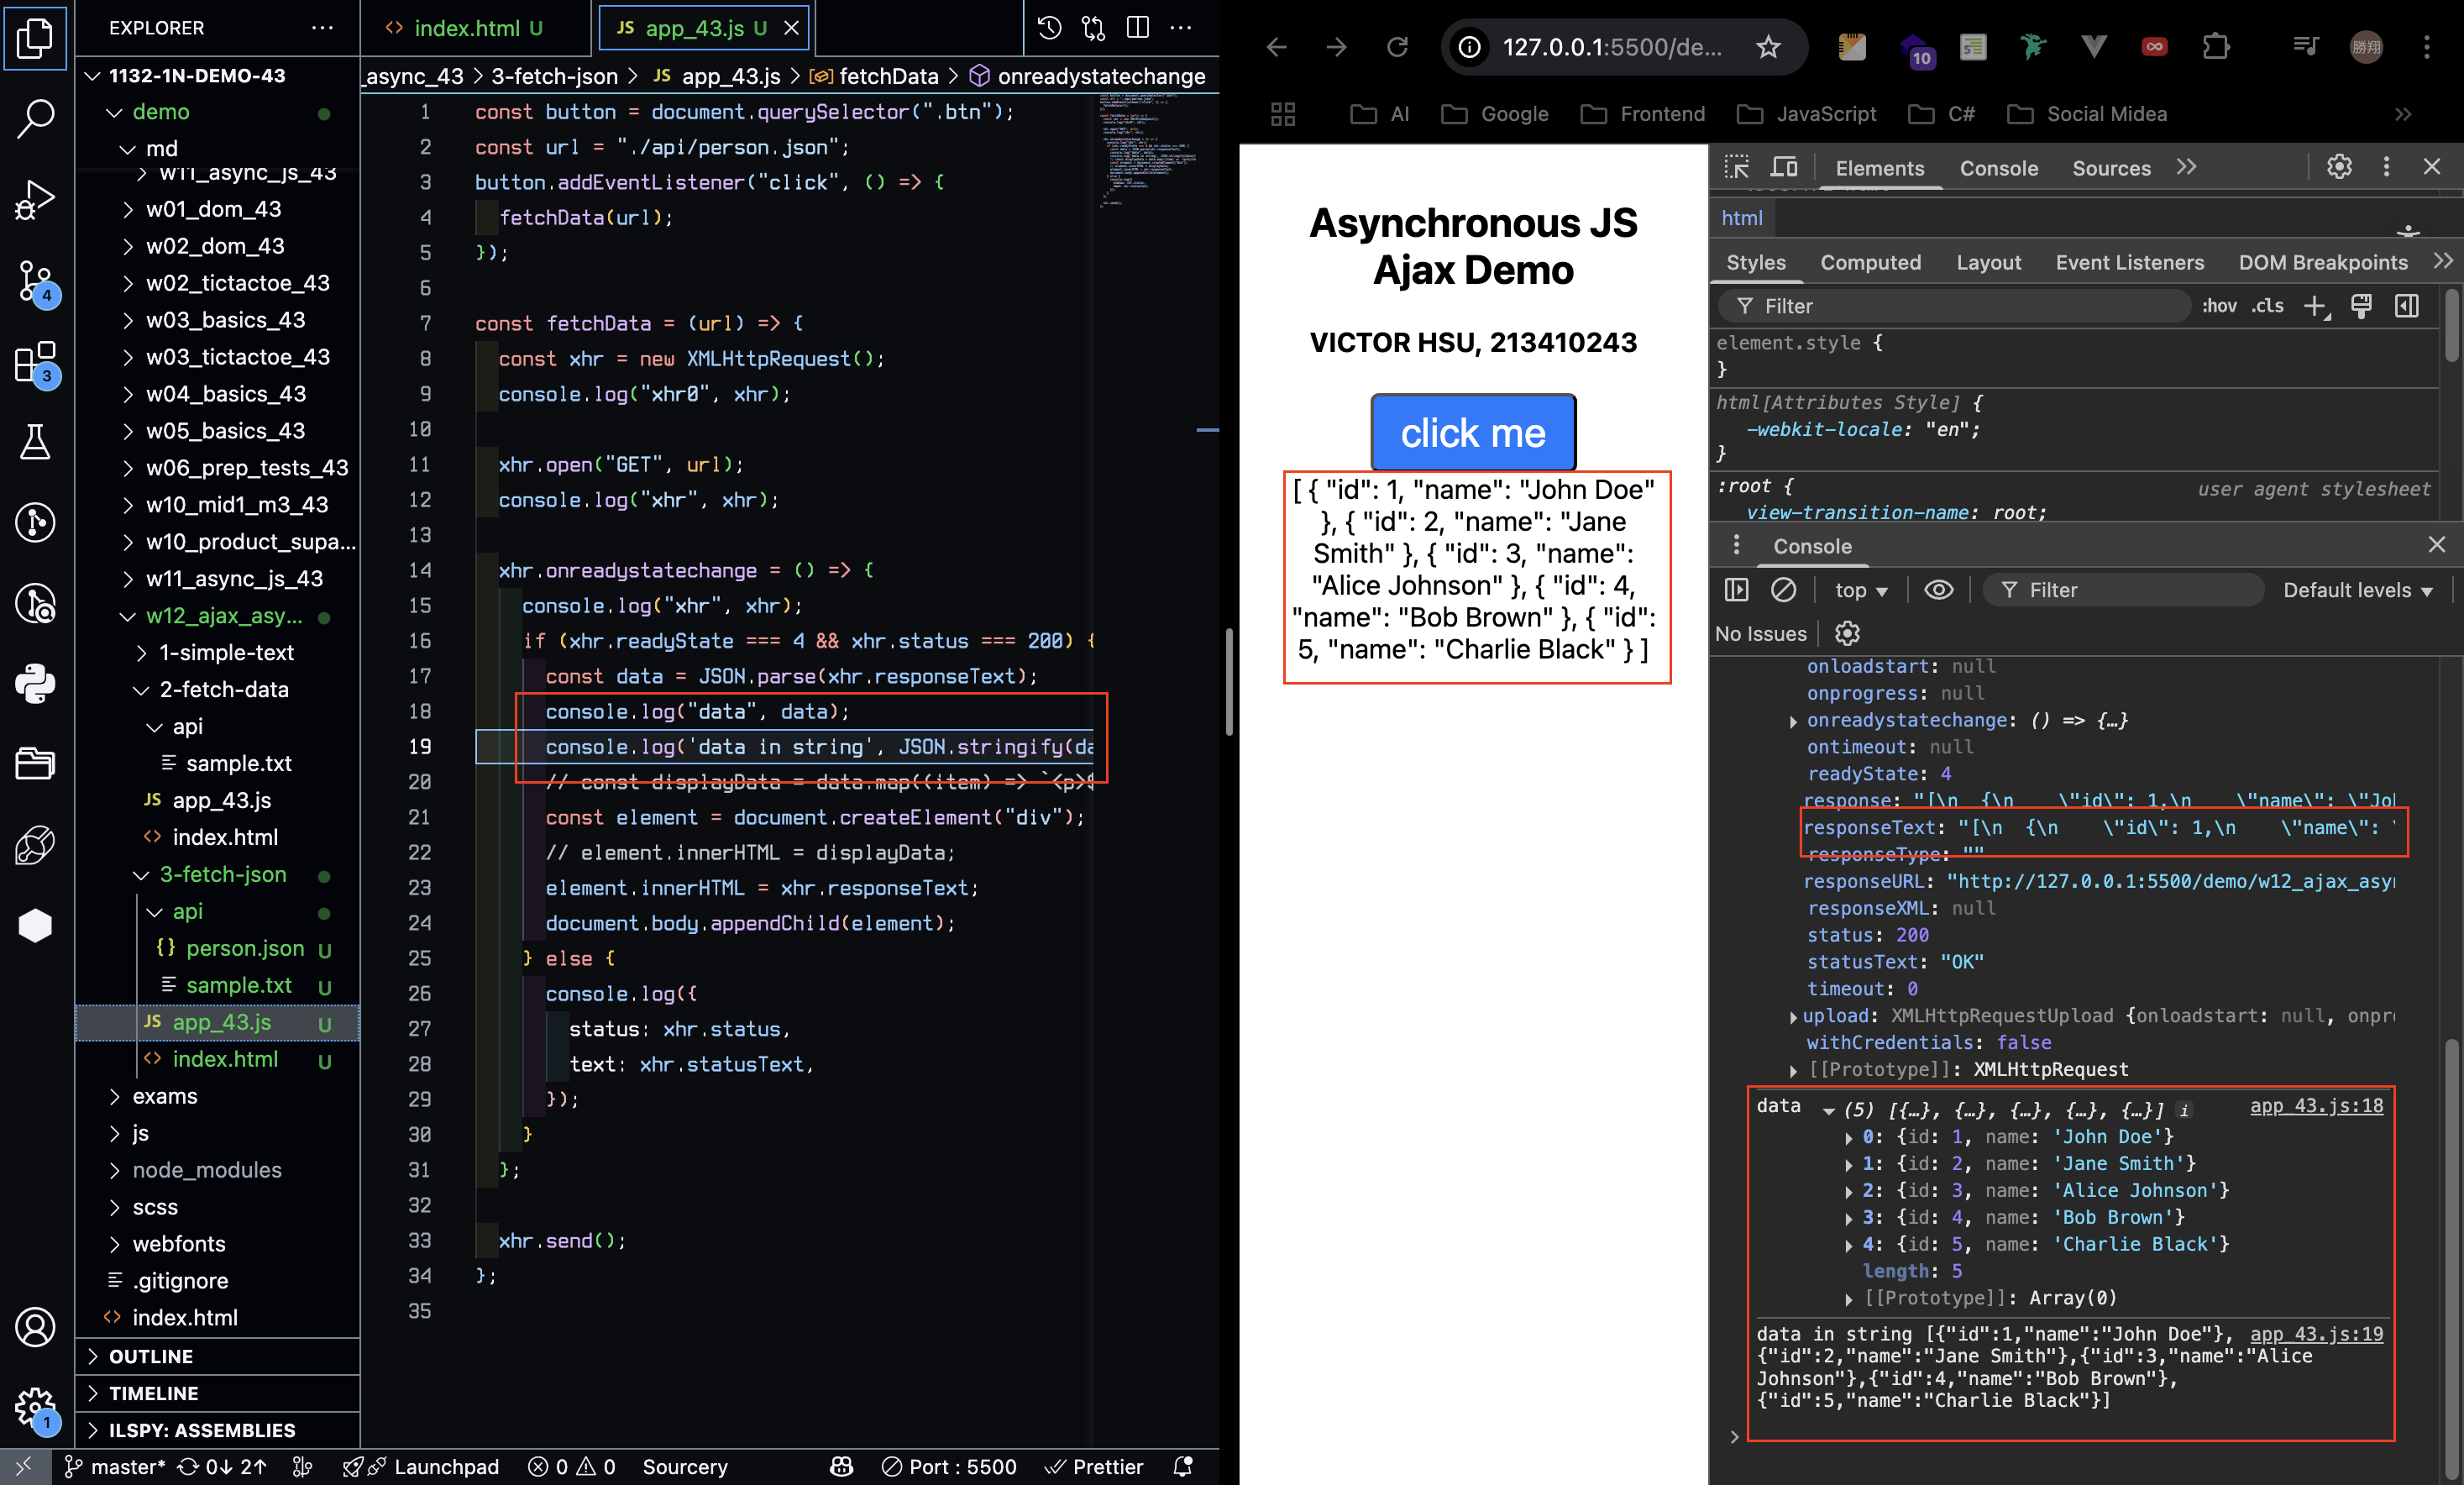 EXPLORER
1132-1N-DEMO-43
demo
md
w11_async_js_43
w01_dom_43
w02_dom_43
w02_tictactoe_43
w03_basics_43
w03_tictactoe_43
w04_basics_43
w05_basics_43
w06_prep_tests_43
w10_mid1_m3_43
w10_product_supa...
w11_async_js_43
w12_ajax_asy...
1-simple-text
2-fetch-data
api
sample.txt
JS app_43.js
<> index.html
3-fetch-json
api
{} person.json U
sample.txt U
JS app_43.js U
<> index.html U
exams
js
node_modules
scss
webfonts
.gitignore
<> index.html
OUTLINE
TIMELINE
ILSPY: ASSEMBLIES
4
3
1
<> index.html U
JS app_43.js U
_async_43 > 3-fetch-json > JS app_43.js > fetchData > onreadystatechange
1 const button = document.querySelector(".btn");
2 const url = "./api/person.json";
3 button.addEventListener("click", () => {
4 fetchData(url);
5 });
6
7 const fetchData = (url) => {
8 const xhr = new XMLHttpRequest();
9 console.log("xhr0", xhr);
10
11 xhr.open("GET", url);
12 console.log("xhr", xhr);
13
14 xhr.onreadystatechange = () => {
15 console.log("xhr", xhr);
16 if (xhr.readyState === 4 && xhr.status === 200) {
17 const data = JSON.parse(xhr.responseText);
18 console.log("data", data);
19 console.log('data in string', JSON.stringify(da
20 // const displayData = data.map((item) => `<p>$
21 const element = document.createElement("div");
22 // element.innerHTML = displayData;
23 element.innerHTML = xhr.responseText;
24 document.body.appendChild(element);
25 } else {
26 console.log({
27 status: xhr.status,
28 text: xhr.statusText,
29 });
30 }
31 };
32
33 xhr.send();
34 };
35
master* 0↓ 2↑ Launchpad 0 0 Sourcery Port : 5500 Prettier
127.0.0.1:5500/de...
10
勝翔
AI Google Frontend JavaScript C# Social Midea
Asynchronous JS
Ajax Demo
VICTOR HSU, 213410243
click me
[ { "id": 1, "name": "John Doe"
}, { "id": 2, "name": "Jane
Smith" }, { "id": 3, "name":
"Alice Johnson" }, { "id": 4,
"name": "Bob Brown" }, { "id":
5, "name": "Charlie Black" } ]
Elements Console Sources
html
Styles Computed Layout Event Listeners DOM Breakpoints
Filter :hov .cls
element.style {
}
html[Attributes Style] {
-webkit-locale: "en";
}
:root { user agent stylesheet
view-transition-name: root;
Console
top Filter Default levels
No Issues
onloadstart: null
onprogress: null
onreadystatechange: () => {…}
ontimeout: null
readyState: 4
response: "[\n  {\n    \"id\": 1,\n    \"name\": \"Jo
responseText: "[\n  {\n    \"id\": 1,\n    \"name\": \
responseType: ""
responseURL: "http://127.0.0.1:5500/demo/w12_ajax_asy
responseXML: null
status: 200
statusText: "OK"
timeout: 0
upload: XMLHttpRequestUpload {onloadstart: null, onpr
withCredentials: false
[[Prototype]]: XMLHttpRequest
data (5) [{…}, {…}, {…}, {…}, {…}] i app_43.js:18
0: {id: 1, name: 'John Doe'}
1: {id: 2, name: 'Jane Smith'}
2: {id: 3, name: 'Alice Johnson'}
3: {id: 4, name: 'Bob Brown'}
4: {id: 5, name: 'Charlie Black'}
length: 5
[[Prototype]]: Array(0)
data in string [{"id":1,"name":"John Doe"}, app_43.js:19
{"id":2,"name":"Jane Smith"},{"id":3,"name":"Alice
Johnson"},{"id":4,"name":"Bob Brown"},
{"id":5,"name":"Charlie Black"}]